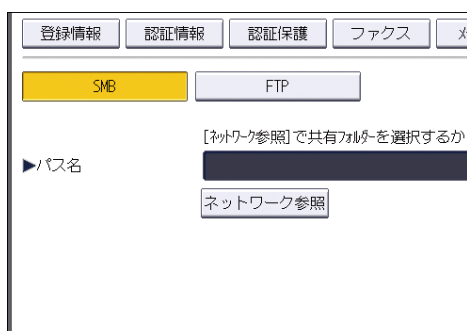 登録情報 認証情報 認証保護 ファクス
SMB FTP
[ネットワーク参照]で共有フォルダーを選択するか
▶パス名
ネットワーク参照